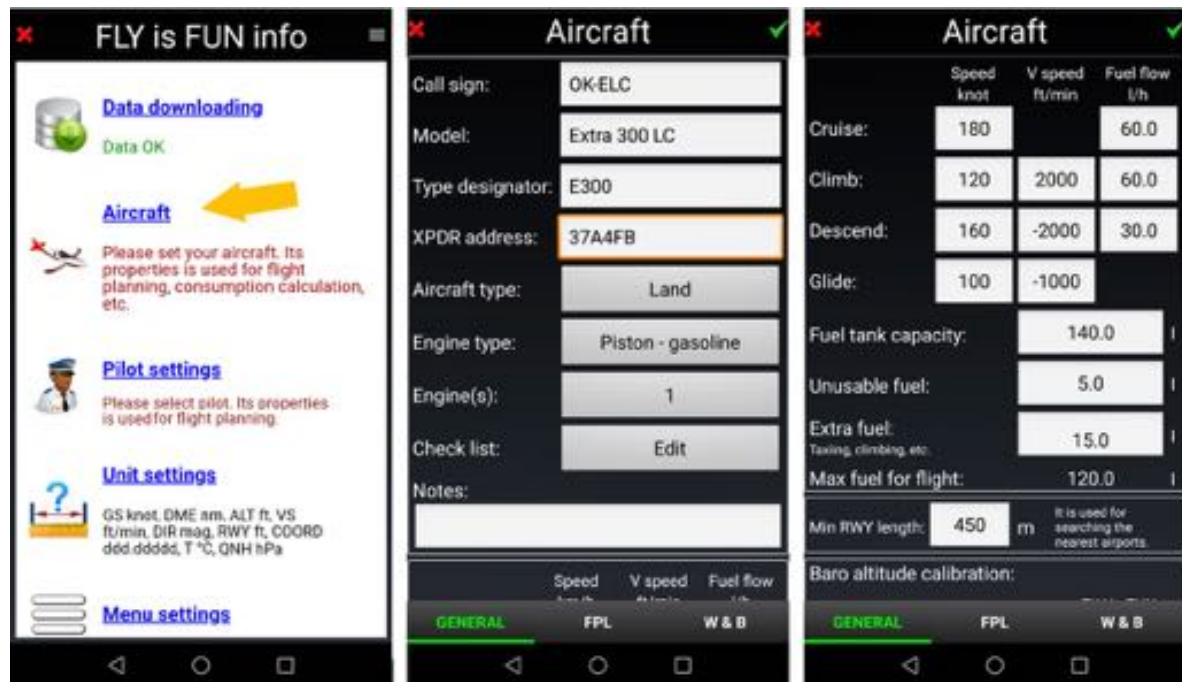 FLY is FUN info
Data downloading
Data OK
Aircraft
Please set your aircraft. Its
properties is used for flight
planning, consumption calculation,
etc.
Pilot settings
Please select pilot. Its properties
is used for flight planning.
Unit settings
GS knot, DME nm, ALT ft, VS
ft/min, DIR mag, RWY ft, COORD
ddd.ddddd, T °C, QNH hPa
Menu settings
Aircraft
Call sign: OK-ELC
Model: Extra 300 LC
Type designator: E300
XPDR address: 37A4FB
Aircraft type: Land
Engine type: Piston - gasoline
Engine(s): 1
Check list: Edit
Notes:
Speed V speed Fuel flow
GENERAL FPL W & B
Aircraft
Speed V speed Fuel flow
knot ft/min l/h
Cruise: 180 60.0
Climb: 120 2000 60.0
Descend: 160 -2000 30.0
Glide: 100 -1000
Fuel tank capacity: 140.0 l
Unusable fuel: 5.0 l
Extra fuel: 15.0 l
Taxiing, climbing, etc.
Max fuel for flight: 120.0 l
Min RWY length: 450 m
It is used for
searching the
nearest airports.
Baro altitude calibration:
GENERAL FPL W & B